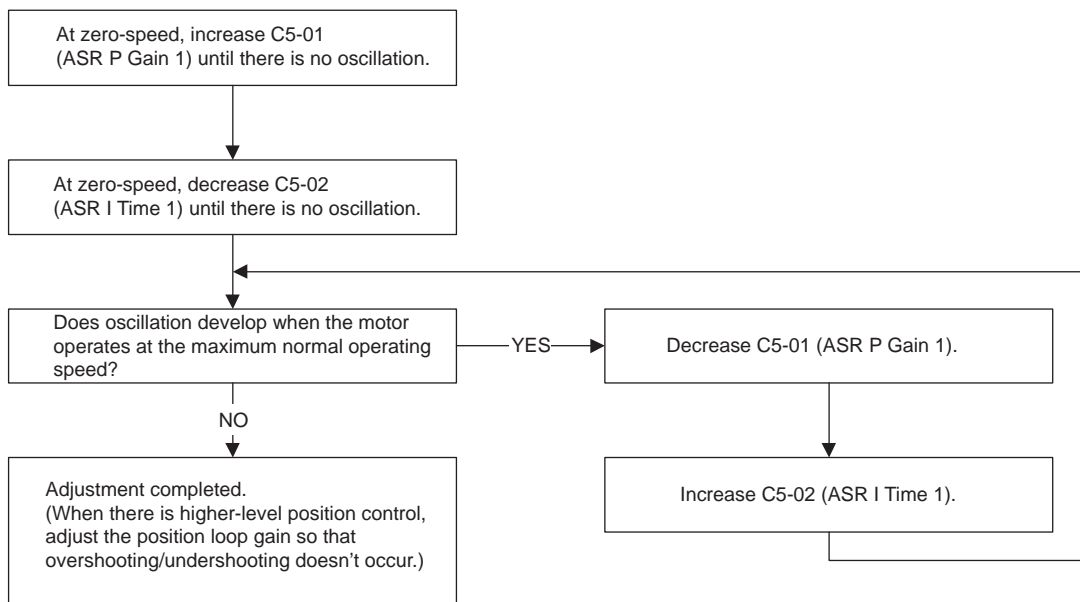 At zero-speed, increase C5-01
(ASR P Gain 1) until there is no oscillation.
At zero-speed, decrease C5-02
(ASR I Time 1) until there is no oscillation.
Does oscillation develop when the motor
operates at the maximum normal operating
speed?
YES
Decrease C5-01 (ASR P Gain 1).
NO
Increase C5-02 (ASR I Time 1).
Adjustment completed.
(When there is higher-level position control,
adjust the position loop gain so that
overshooting/undershooting doesn’t occur.)